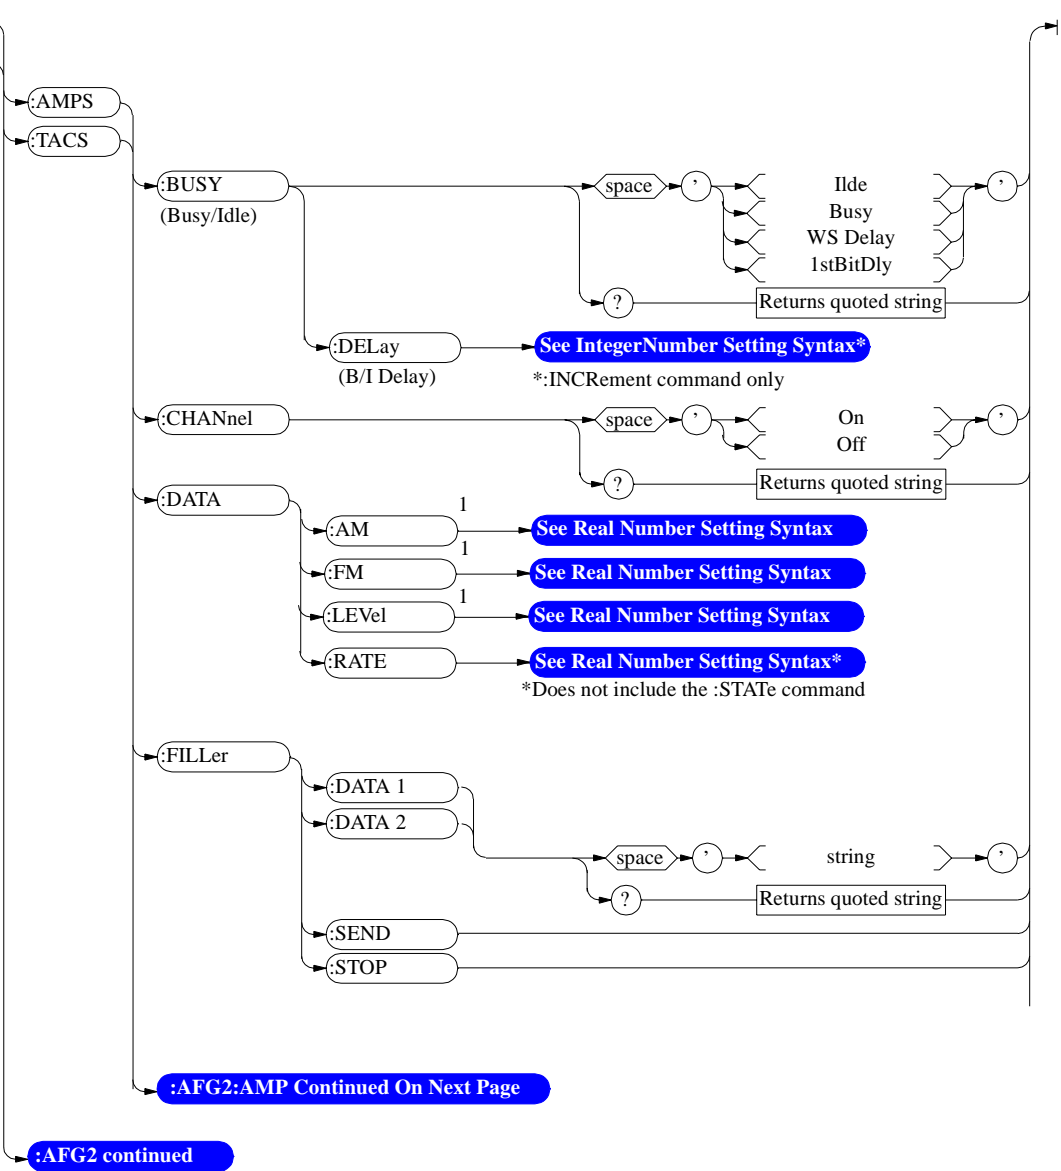 :AMPS
:TACS
:BUSY
(Busy/Idle)
space
'
Ilde
Busy
WS Delay
1stBitDly
'
?
Returns quoted string
:DELay
(B/I Delay)
See IntegerNumber Setting Syntax*
*:INCRement command only
:CHANnel
space
'
On
Off
'
?
Returns quoted string
:DATA
:AM
1
See Real Number Setting Syntax
:FM
1
See Real Number Setting Syntax
:LEVel
1
See Real Number Setting Syntax
:RATE
See Real Number Setting Syntax*
*Does not include the :STATe command
:FILLer
:DATA 1
:DATA 2
space
'
string
'
?
Returns quoted string
:SEND
:STOP
:AFG2:AMP Continued On Next Page
:AFG2 continued